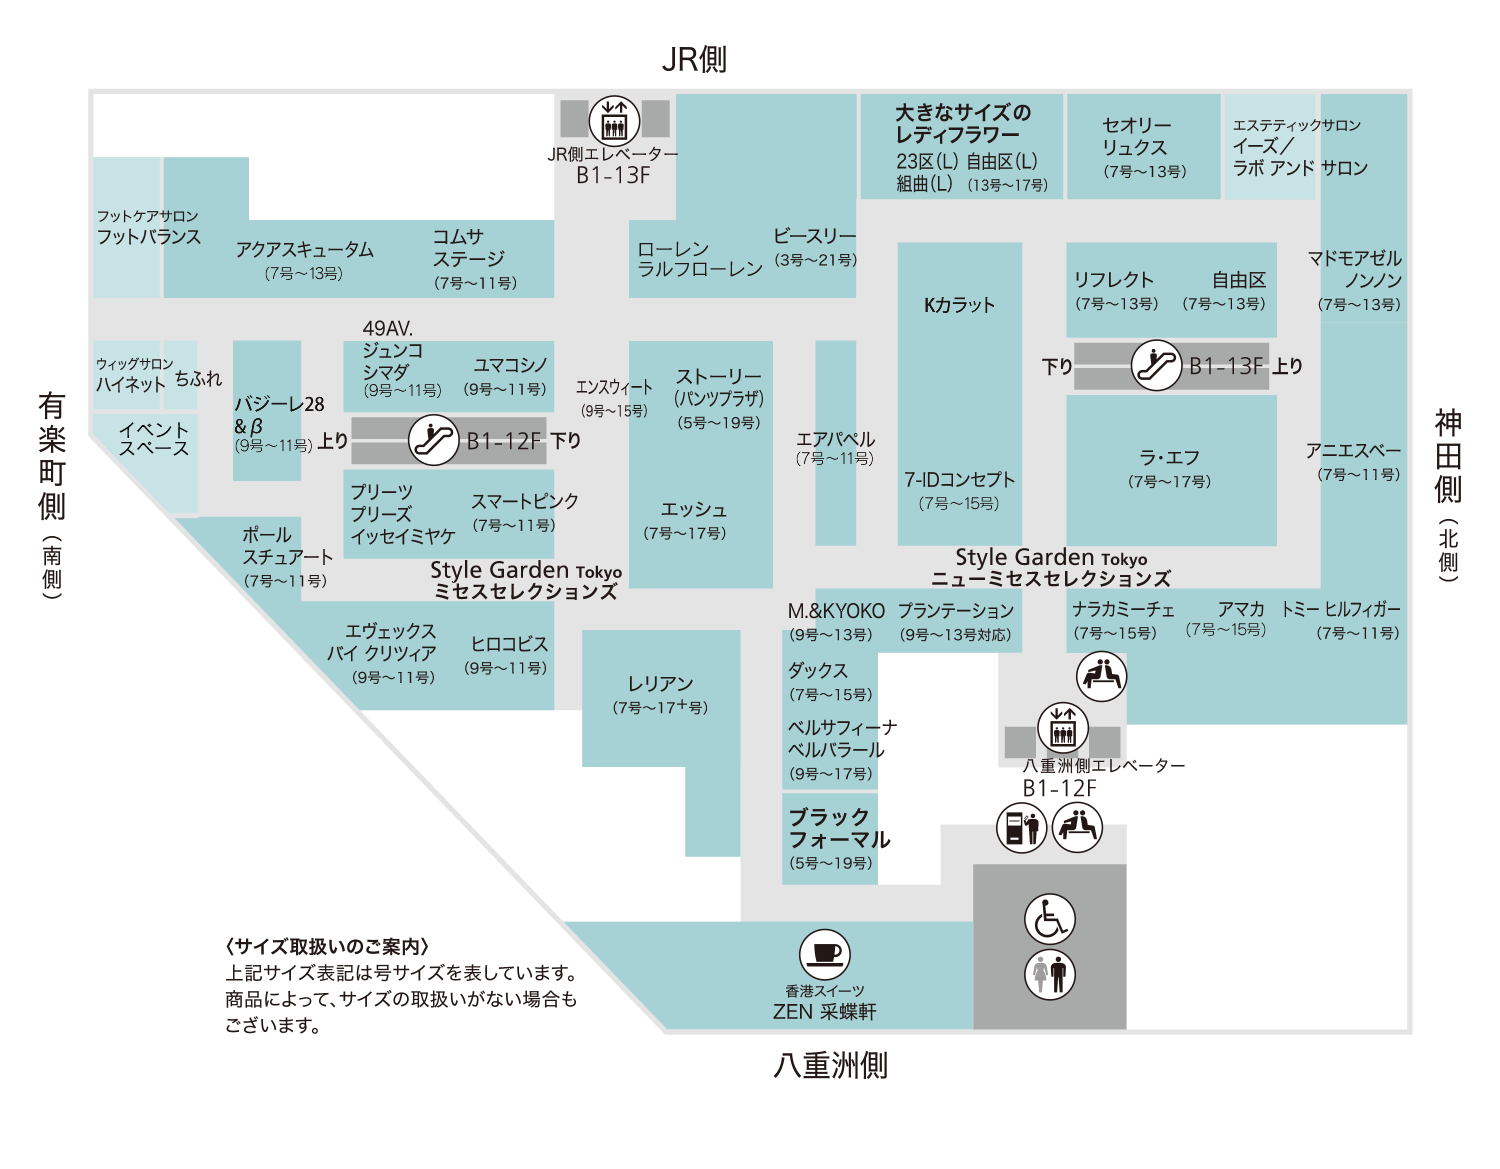 JR側
JR側エレベーター
B1-13F
大きなサイズの
レディフラワー
23区(L) 自由区(L)
組曲(L) (13号〜17号)
セオリー
リュクス
(7号〜13号)
エステティックサロン
イーズ/
ラボ アンド サロン
フットケアサロン
フットバランス
アクアスキュータム
(7号〜13号)
コムサ
ステージ
(7号〜11号)
ローレン
ラルフローレン
ビースリー
(3号〜21号)
Kカラット
リフレクト
(7号〜13号)
自由区
(7号〜13号)
マドモアゼル
ノンノン
(7号〜13号)
ウィッグサロン
ハイネット
ちふれ
バジーレ28
&β
(9号〜11号)
49AV.
ジュンコ
シマダ
(9号〜11号)
ユマコシノ
(9号〜11号)
エンスウィート
(9号〜15号)
ストーリー
(パンツプラザ)
(5号〜19号)
下り
B1-13F 上り
有楽町側(南側)
イベント
スペース
上り
B1-12F 下り
エアパペル
(7号〜11号)
7-IDコンセプト
(7号〜15号)
ラ・エフ
(7号〜17号)
アニエスベー
(7号〜11号)
神田側(北側)
プリーツ
プリーズ
イッセイミヤケ
スマートピンク
(7号〜11号)
エッシュ
(7号〜17号)
ポール
スチュアート
(7号〜11号)
Style Garden Tokyo
ミセスセレクションズ
Style Garden Tokyo
ニューミセスセレクションズ
エヴェックス
バイ クリツィア
(9号〜11号)
ヒロコビス
(9号〜11号)
レリアン
(7号〜17+号)
M.&KYOKO
(9号〜13号)
プランテーション
(9号〜13号対応)
ナラカミーチェ
(7号〜15号)
アマカ
(7号〜15号)
トミー ヒルフィガー
(7号〜11号)
ダックス
(7号〜15号)
ベルサフィーナ
ベルバラール
(9号〜17号)
ブラック
フォーマル
(5号〜19号)
八重洲側エレベーター
B1-12F
香港スイーツ
ZEN 采蝶軒
〈サイズ取扱いのご案内〉
上記サイズ表記は号サイズを表しています。
商品によって、サイズの取扱いがない場合も
ございます。
八重洲側